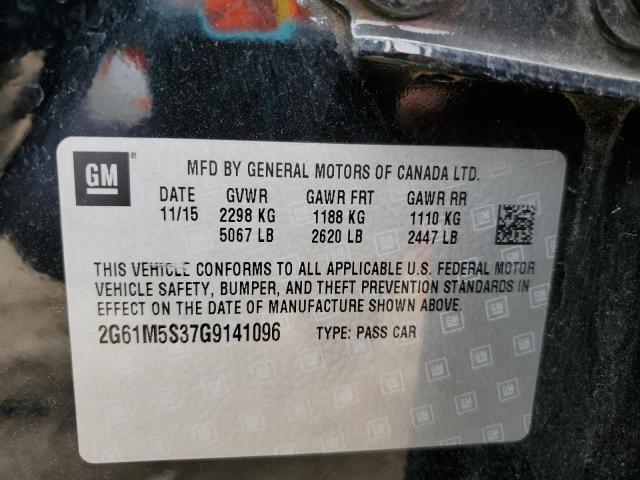 GM ®
MFD BY GENERAL MOTORS OF CANADA LTD.
DATE GVWR GAWR FRT GAWR RR
11/15 2298 KG 1188 KG 1110 KG
5067 LB 2620 LB 2447 LB
THIS VEHICLE CONFORMS TO ALL APPLICABLE U.S. FEDERAL MOTOR
VEHICLE SAFETY, BUMPER, AND THEFT PREVENTION STANDARDS IN
EFFECT ON THE DATE OF MANUFACTURE SHOWN ABOVE.
2G61M5S37G9141096 TYPE: PASS CAR